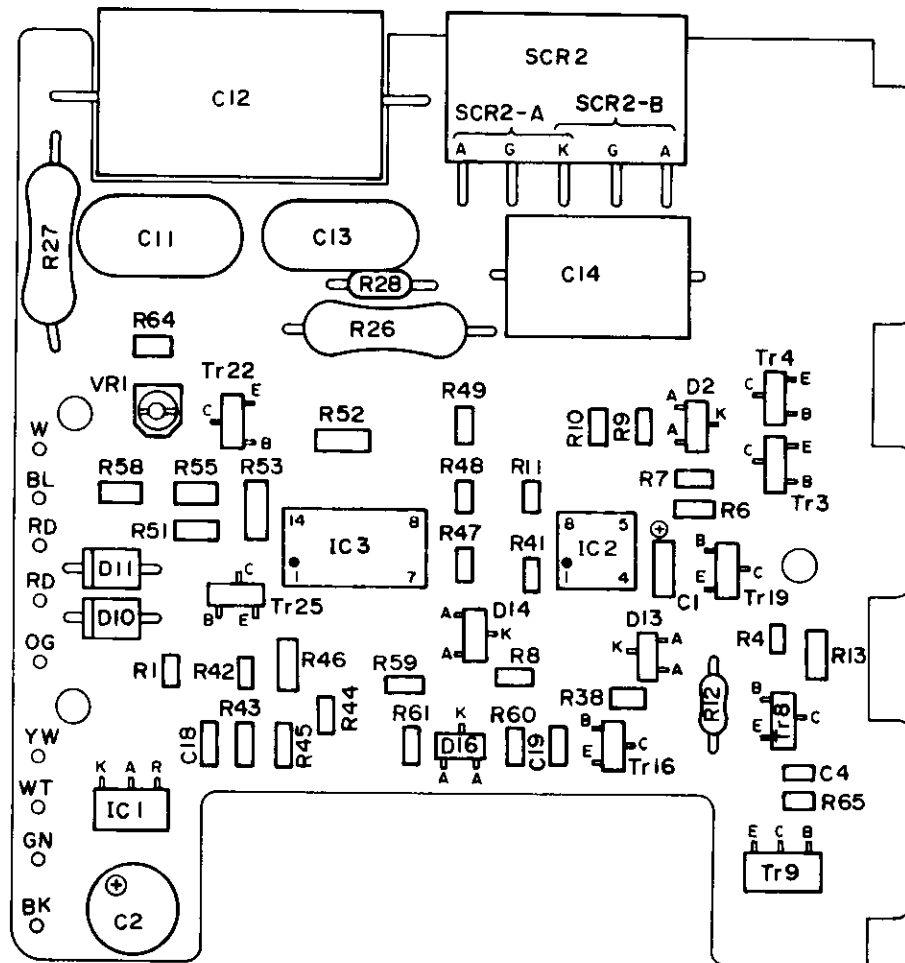 SCR2
C12
SCR2-A
SCR2-B
A G K G A
R27
C11
C13
C14
R28
R26
R64
Tr22
VR1
E
C
B
R52
R49
R10
R9
D2
A
K
A
Tr4
E
C
B
W
BL
R58
R55
R53
R48
R11
R7
C
E
B
Tr3
R6
RD
R51
14 8
IC3
1 7
R47
R41
8 5
IC2
1 4
C1
B
C
E
Tr19
RD
D11
D10
C
B E
Tr25
D14
A
K
A
D13
A
K
A
R4
R13
OG
R1
R42
R46
R59
R8
R38
R12
B
C
E
Tr8
R44
YW
C18
R43
R45
R61
K
D16
A A
R60
C19
B
C
E
Tr16
C4
R65
WT
K A R
IC1
GN
E C B
Tr9
BK
C2